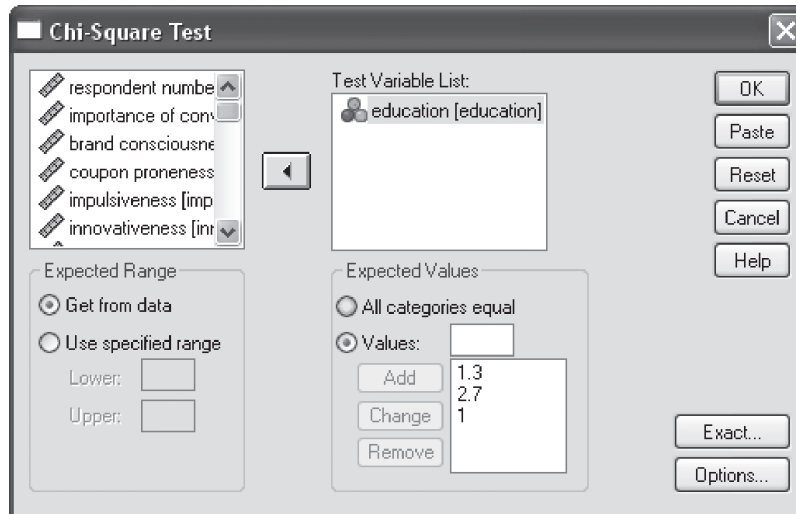 Chi-Square Test
respondent numbe
importance of con
brand consciousne
coupon proneness
impulsiveness [imp
innovativeness [inr
Test Variable List:
education [education]
OK
Paste
Reset
Cancel
Help
Expected Range
Get from data
Use specified range
Lower:
Upper:
Expected Values
All categories equal
Values:
Add
Change
Remove
1.3
2.7
1
Exact...
Options...